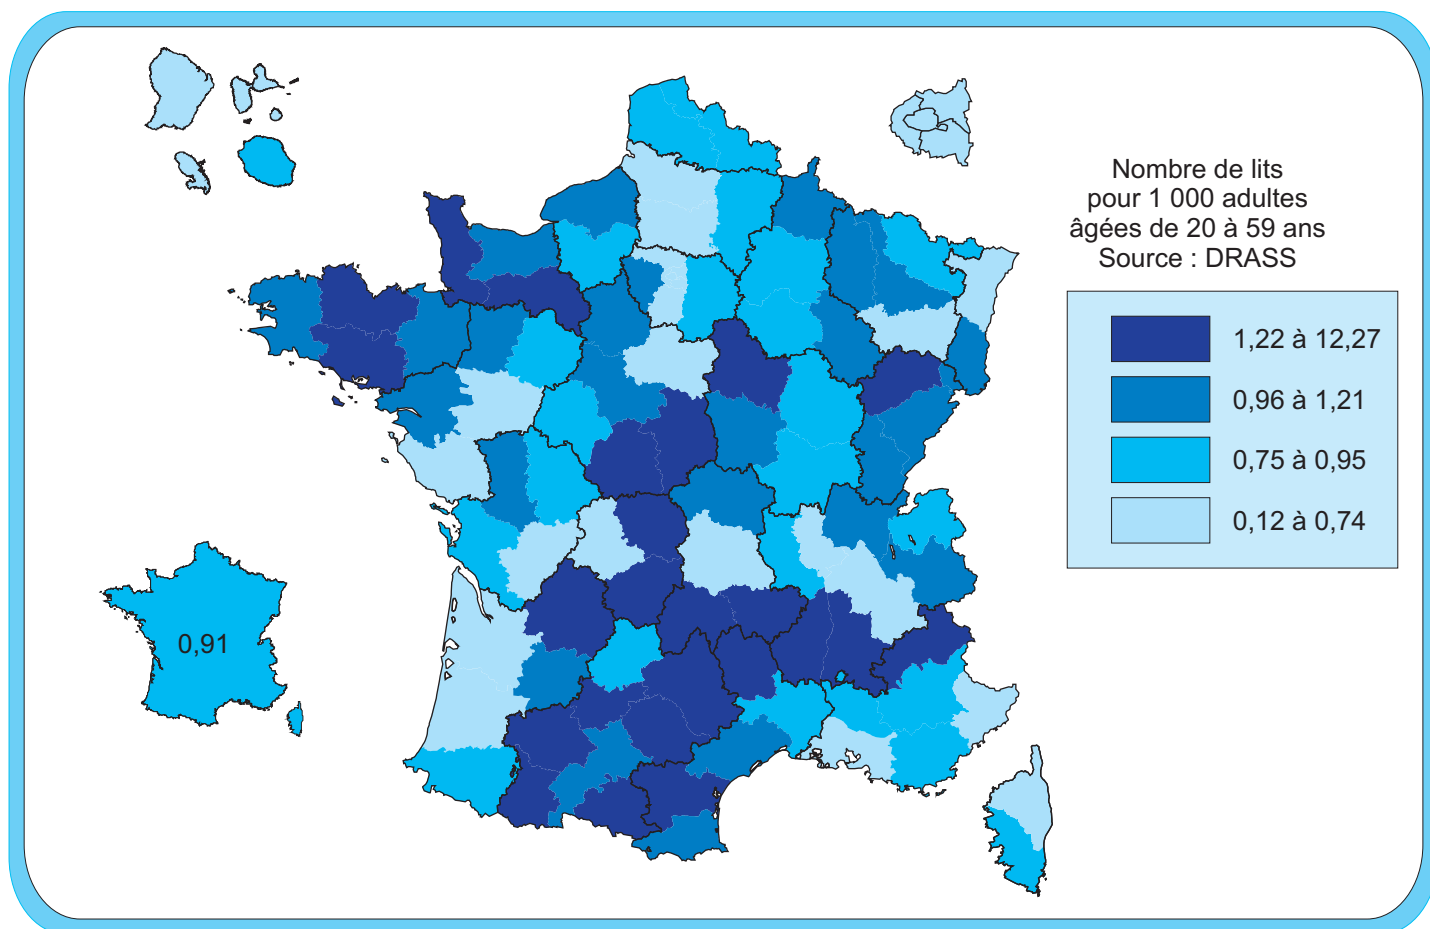 Nombre de lits
pour 1 000 adultes
âgées de 20 à 59 ans
Source : DRASS
1,22 à 12,27
0,96 à 1,21
0,75 à 0,95
0,12 à 0,74
0,91